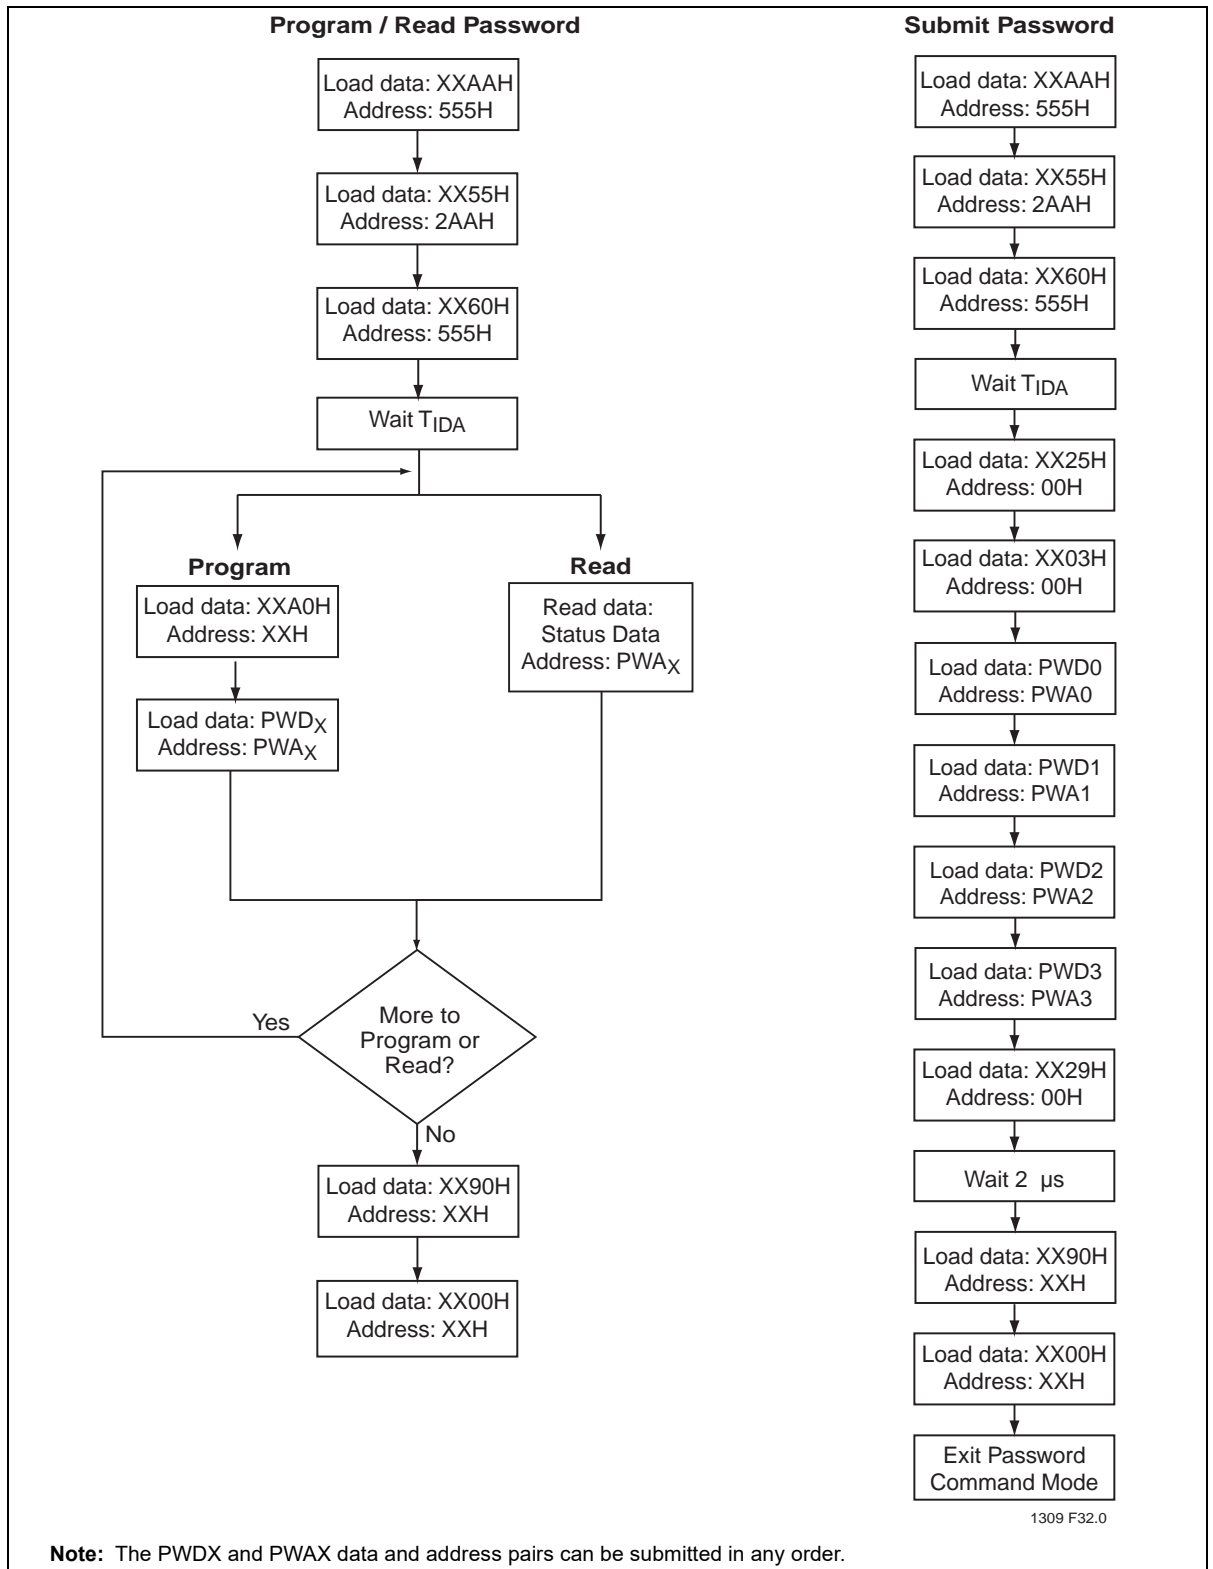 Program / Read Password
Load data: XXAAH
Address: 555H
Load data: XX55H
Address: 2AAH
Load data: XX60H
Address: 555H
Wait TIDA
Program
Load data: XXA0H
Address: XXH
Load data: PWDX
Address: PWAX
Read
Read data:
Status Data
Address: PWAX
More to
Program or
Read?
Yes
No
Load data: XX90H
Address: XXH
Load data: XX00H
Address: XXH
Submit Password
Load data: XXAAH
Address: 555H
Load data: XX55H
Address: 2AAH
Load data: XX60H
Address: 555H
Wait TIDA
Load data: XX25H
Address: 00H
Load data: XX03H
Address: 00H
Load data: PWD0
Address: PWA0
Load data: PWD1
Address: PWA1
Load data: PWD2
Address: PWA2
Load data: PWD3
Address: PWA3
Load data: XX29H
Address: 00H
Wait 2 µs
Load data: XX90H
Address: XXH
Load data: XX00H
Address: XXH
Exit Password
Command Mode
1309 F32.0
Note: The PWDX and PWAX data and address pairs can be submitted in any order.